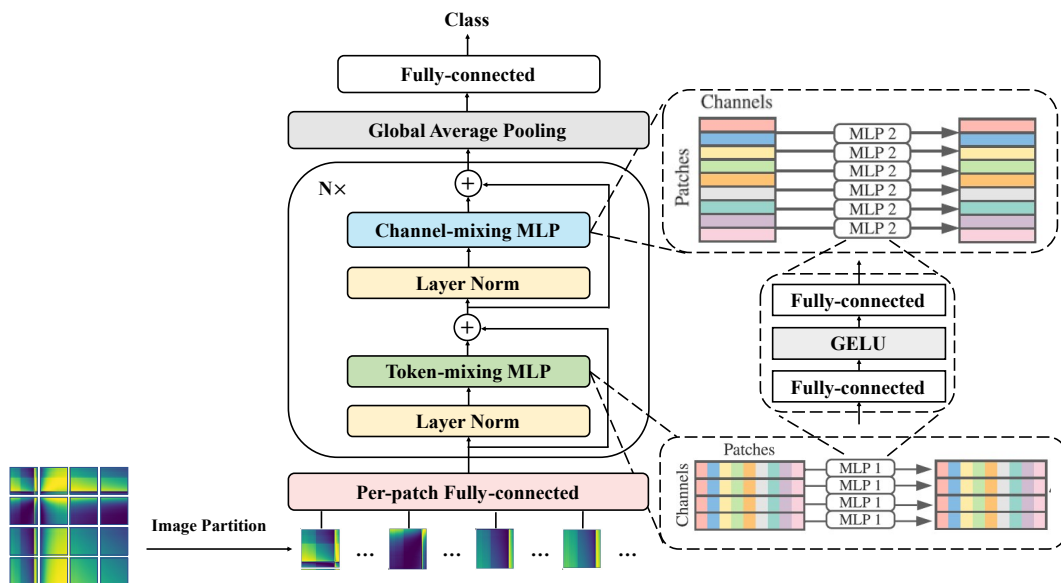 Class
Fully-connected
Global Average Pooling
N×
Channel-mixing MLP
Layer Norm
Token-mixing MLP
Layer Norm
Per-patch Fully-connected
Image Partition
... ... ... ...
Channels
Patches
MLP 2
MLP 2
MLP 2
MLP 2
MLP 2
MLP 2
Fully-connected
GELU
Fully-connected
Patches
Channels
MLP 1
MLP 1
MLP 1
MLP 1